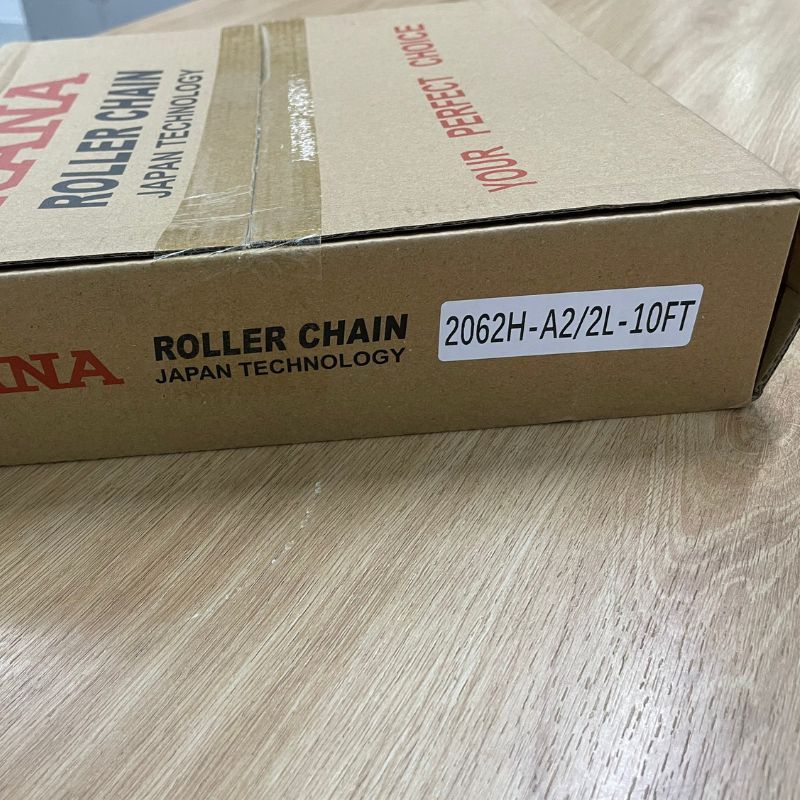 ROLLER CHAIN
JAPAN TECHNOLOGY
YOUR PERFECT CHOICE
ROLLER CHAIN
JAPAN TECHNOLOGY
2062H-A2/2L-10FT